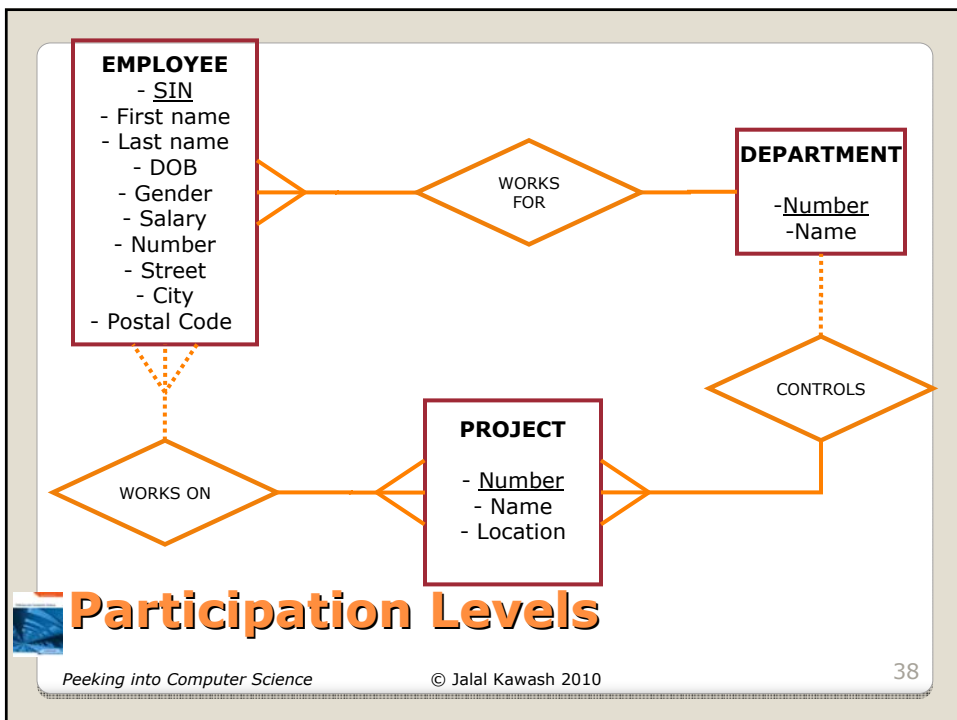 EMPLOYEE
- SIN
- First name
- Last name
- DOB
- Gender
- Salary
- Number
- Street
- City
- Postal Code
WORKS
FOR
DEPARTMENT
-Number
-Name
CONTROLS
PROJECT
- Number
- Name
- Location
WORKS ON
Participation Levels
Peeking into Computer Science
© Jalal Kawash 2010
38